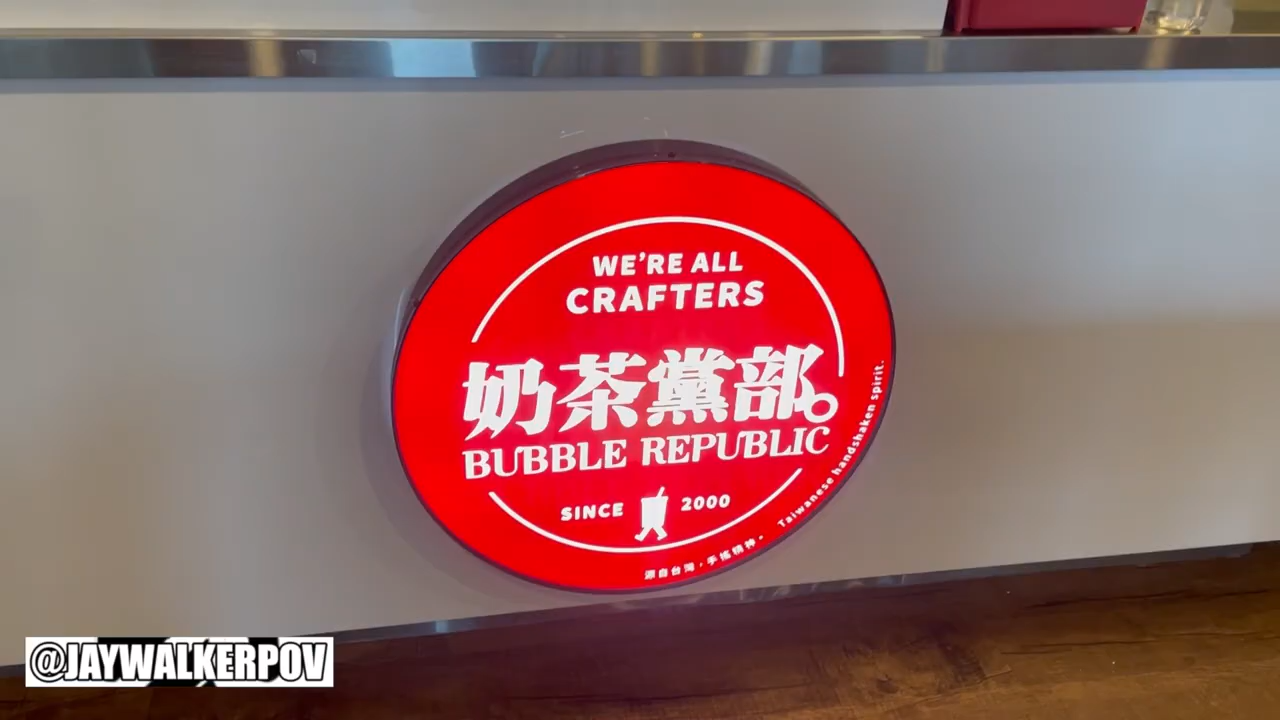 WE'RE ALL
CRAFTERS
奶茶黨部
BUBBLE REPUBLIC
SINCE 2000
源自台灣，手搖精神。 Taiwanese handshaken spirit.
@JAYWALKERPOV